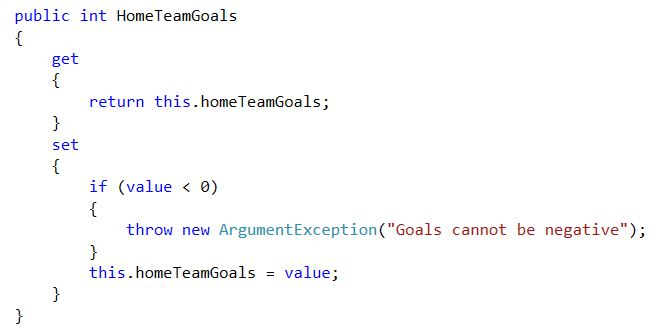 public int HomeTeamGoals
{
    get
    {
        return this.homeTeamGoals;
    }
    set
    {
        if (value < 0)
        {
            throw new ArgumentException("Goals cannot be negative");
        }
        this.homeTeamGoals = value;
    }
}